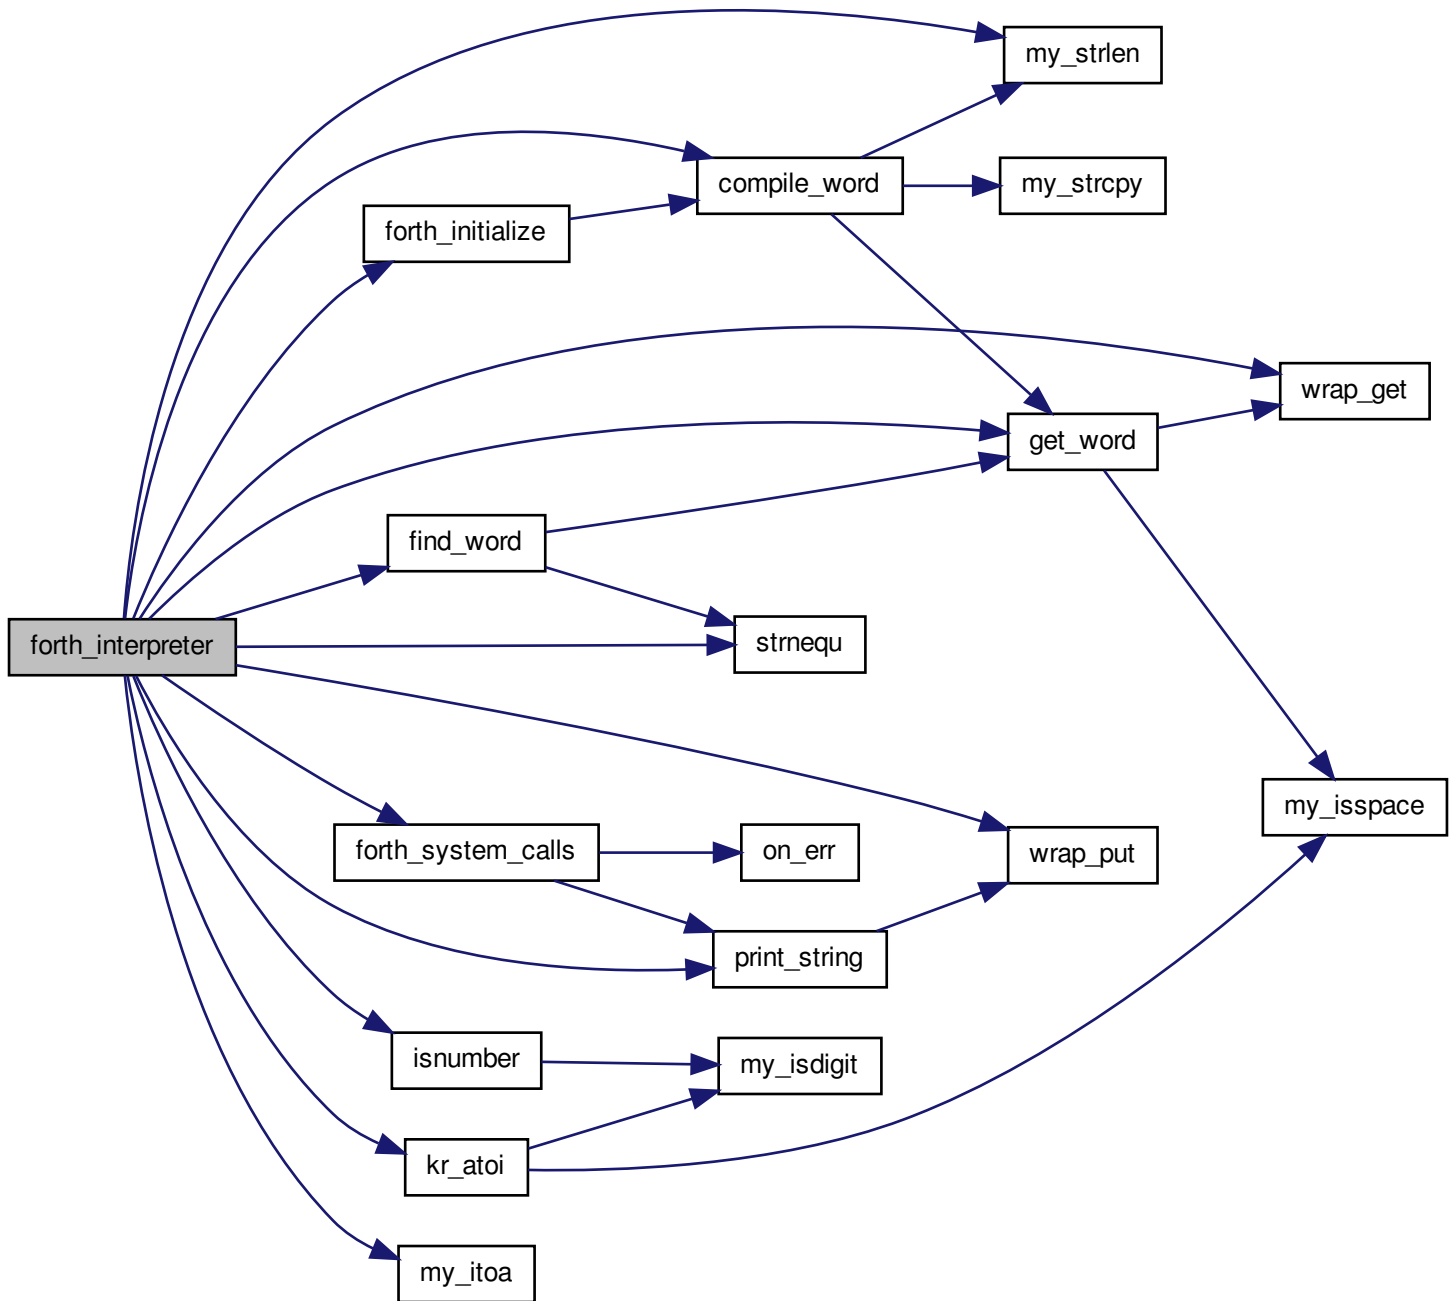 my_strlen
compile_word
my_strcpy
forth_initialize
wrap_get
get_word
find_word
forth_interpreter
strnequ
my_isspace
forth_system_calls
on_err
wrap_put
print_string
isnumber
my_isdigit
kr_atoi
my_itoa